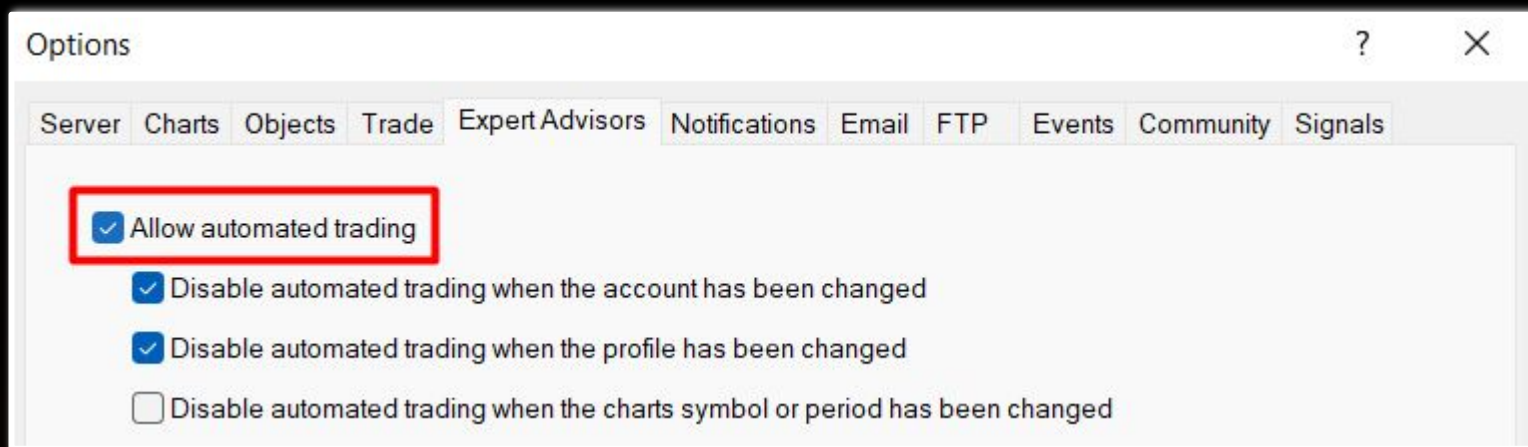 Options ?
Server Charts Objects Trade Expert Advisors Notifications Email FTP Events Community Signals
Allow automated trading
Disable automated trading when the account has been changed
Disable automated trading when the profile has been changed
Disable automated trading when the charts symbol or period has been changed